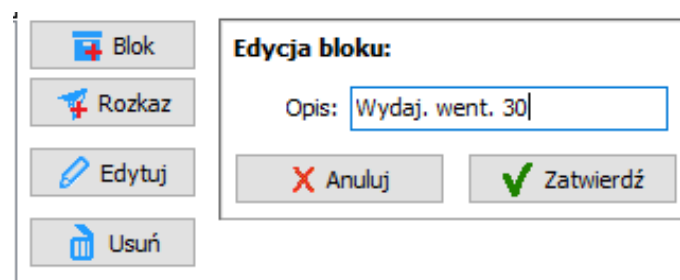 Blok
Rozkaz
Edytuj
Usuń
Edycja bloku:
Opis: Wydaj. went. 30
Anuluj
Zatwierdź